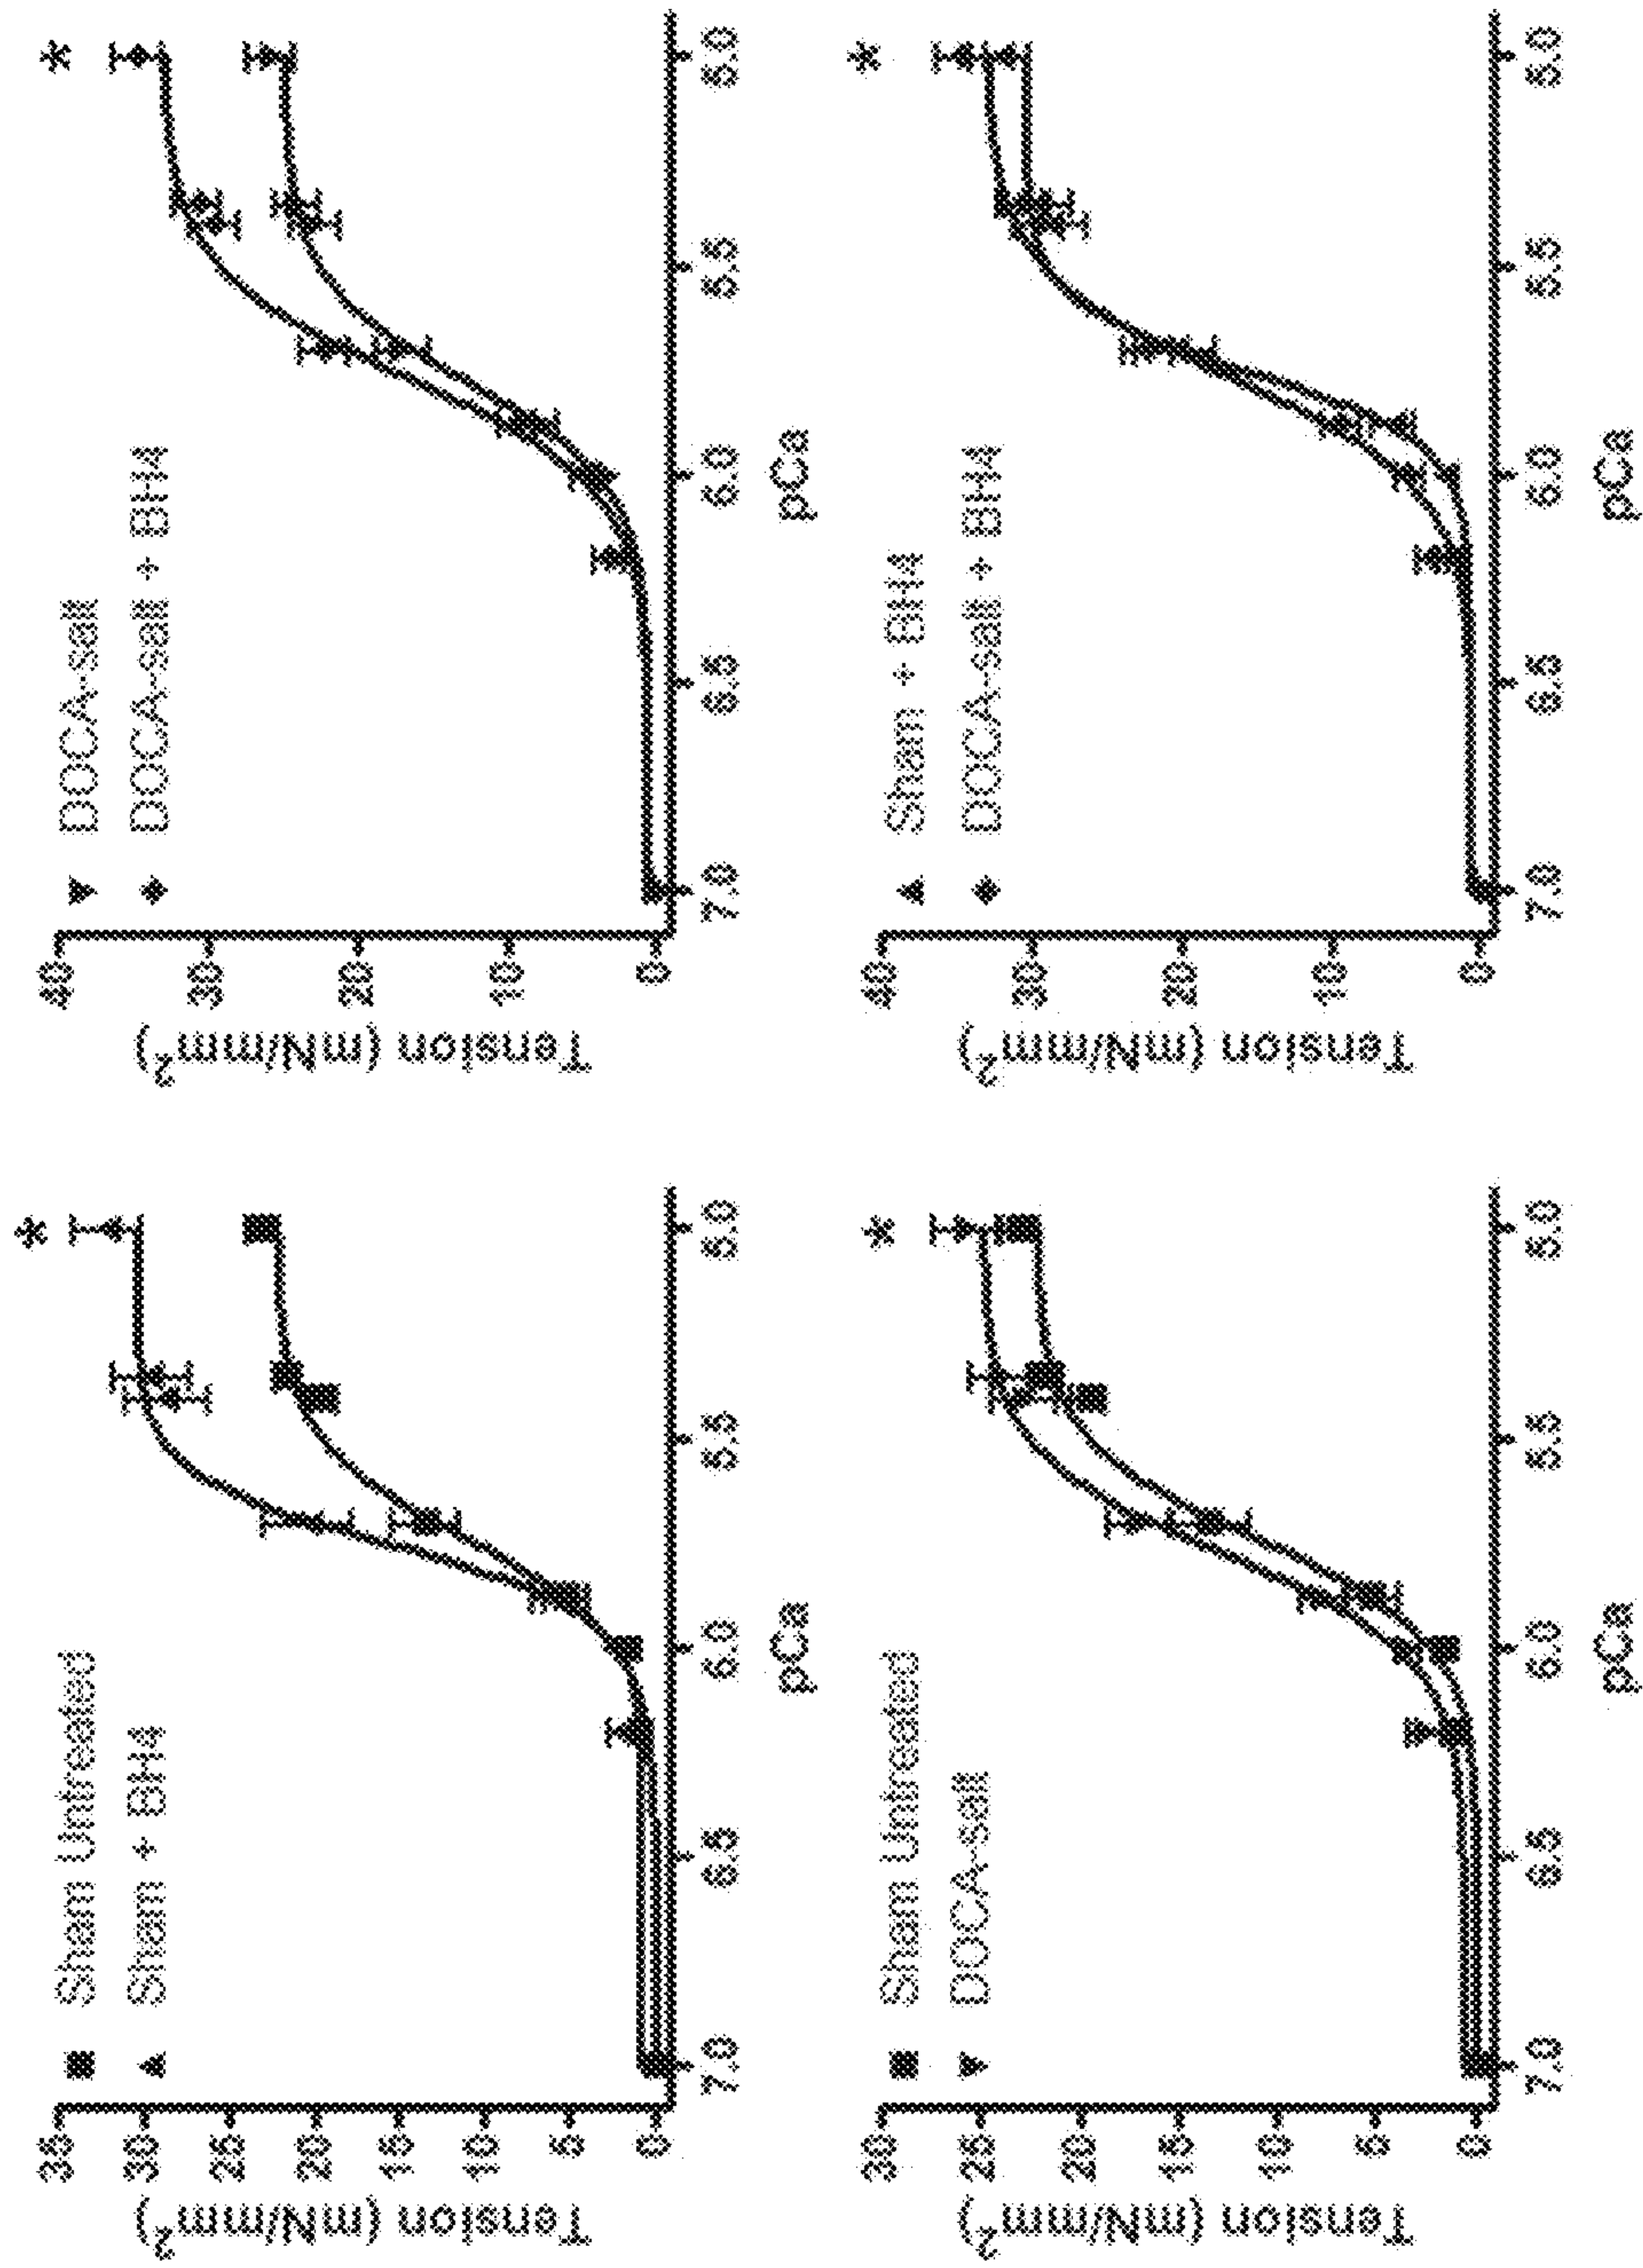 Tension (mN/mm²)
35
30
25
20
15
10
5
0
Sham Untreated
Sham + BH4
*
7.0 6.5 6.0 5.5 5.0
pCa
Tension (mN/mm²)
40
30
20
10
0
DOCA-salt
DOCA-salt + BH4
*
7.0 6.5 6.0 5.5 5.0
pCa
Tension (mN/mm²)
30
25
20
15
10
5
0
Sham Untreated
DOCA-salt
*
7.0 6.5 6.0 5.5 5.0
pCa
Tension (mN/mm²)
40
30
20
10
0
Sham + BH4
DOCA-salt + BH4
*
7.0 6.5 6.0 5.5 5.0
pCa